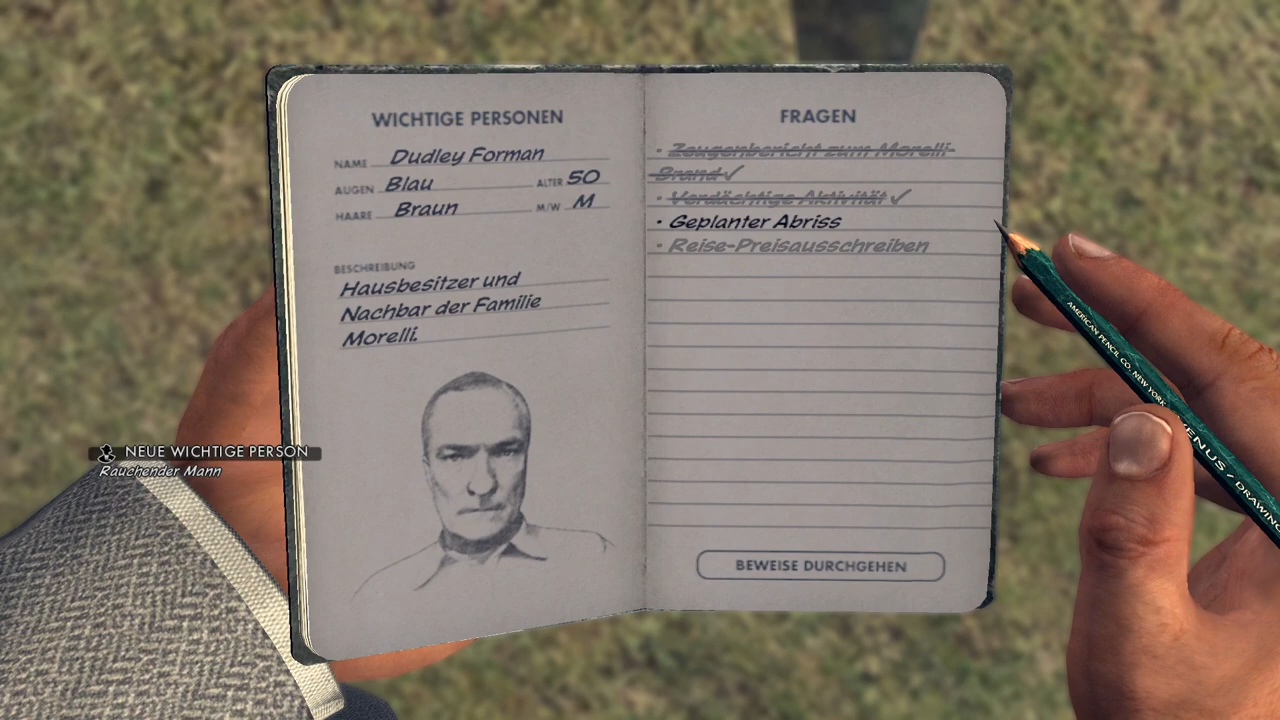 WICHTIGE PERSONEN
NAME Dudley Forman
AUGEN Blau ALTER 50
HAARE Braun M/W M
BESCHREIBUNG
Hausbesitzer und
Nachbar der Familie
Morelli.
FRAGEN
· Zeugenbericht zum Morelli-
Brand ✓
· Verdächtige Aktivität ✓
· Geplanter Abriss
· Reise-Preisausschreiben
BEWEISE DURCHGEHEN
NEUE WICHTIGE PERSON
Rauchender Mann
AMERICAN PENCIL CO. NEW YORK
VENUS / DRAWING